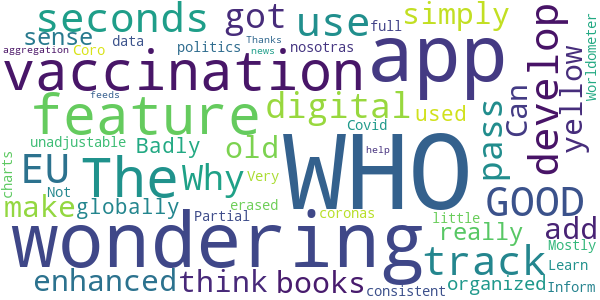 seconds got use simply
sense
aggregation Coro data politics nosotras full
Thanks
news
vaccination app develop yellow Worldometer
feeds
feature digital used pass Can
unadjustable Badly old Covid
help
charts EU The Why WHO GOOD
Not
make globally Very
erased
Partial coronas little add
wondering track really Mostly
enhanced think books organized Learn
consistent Inform